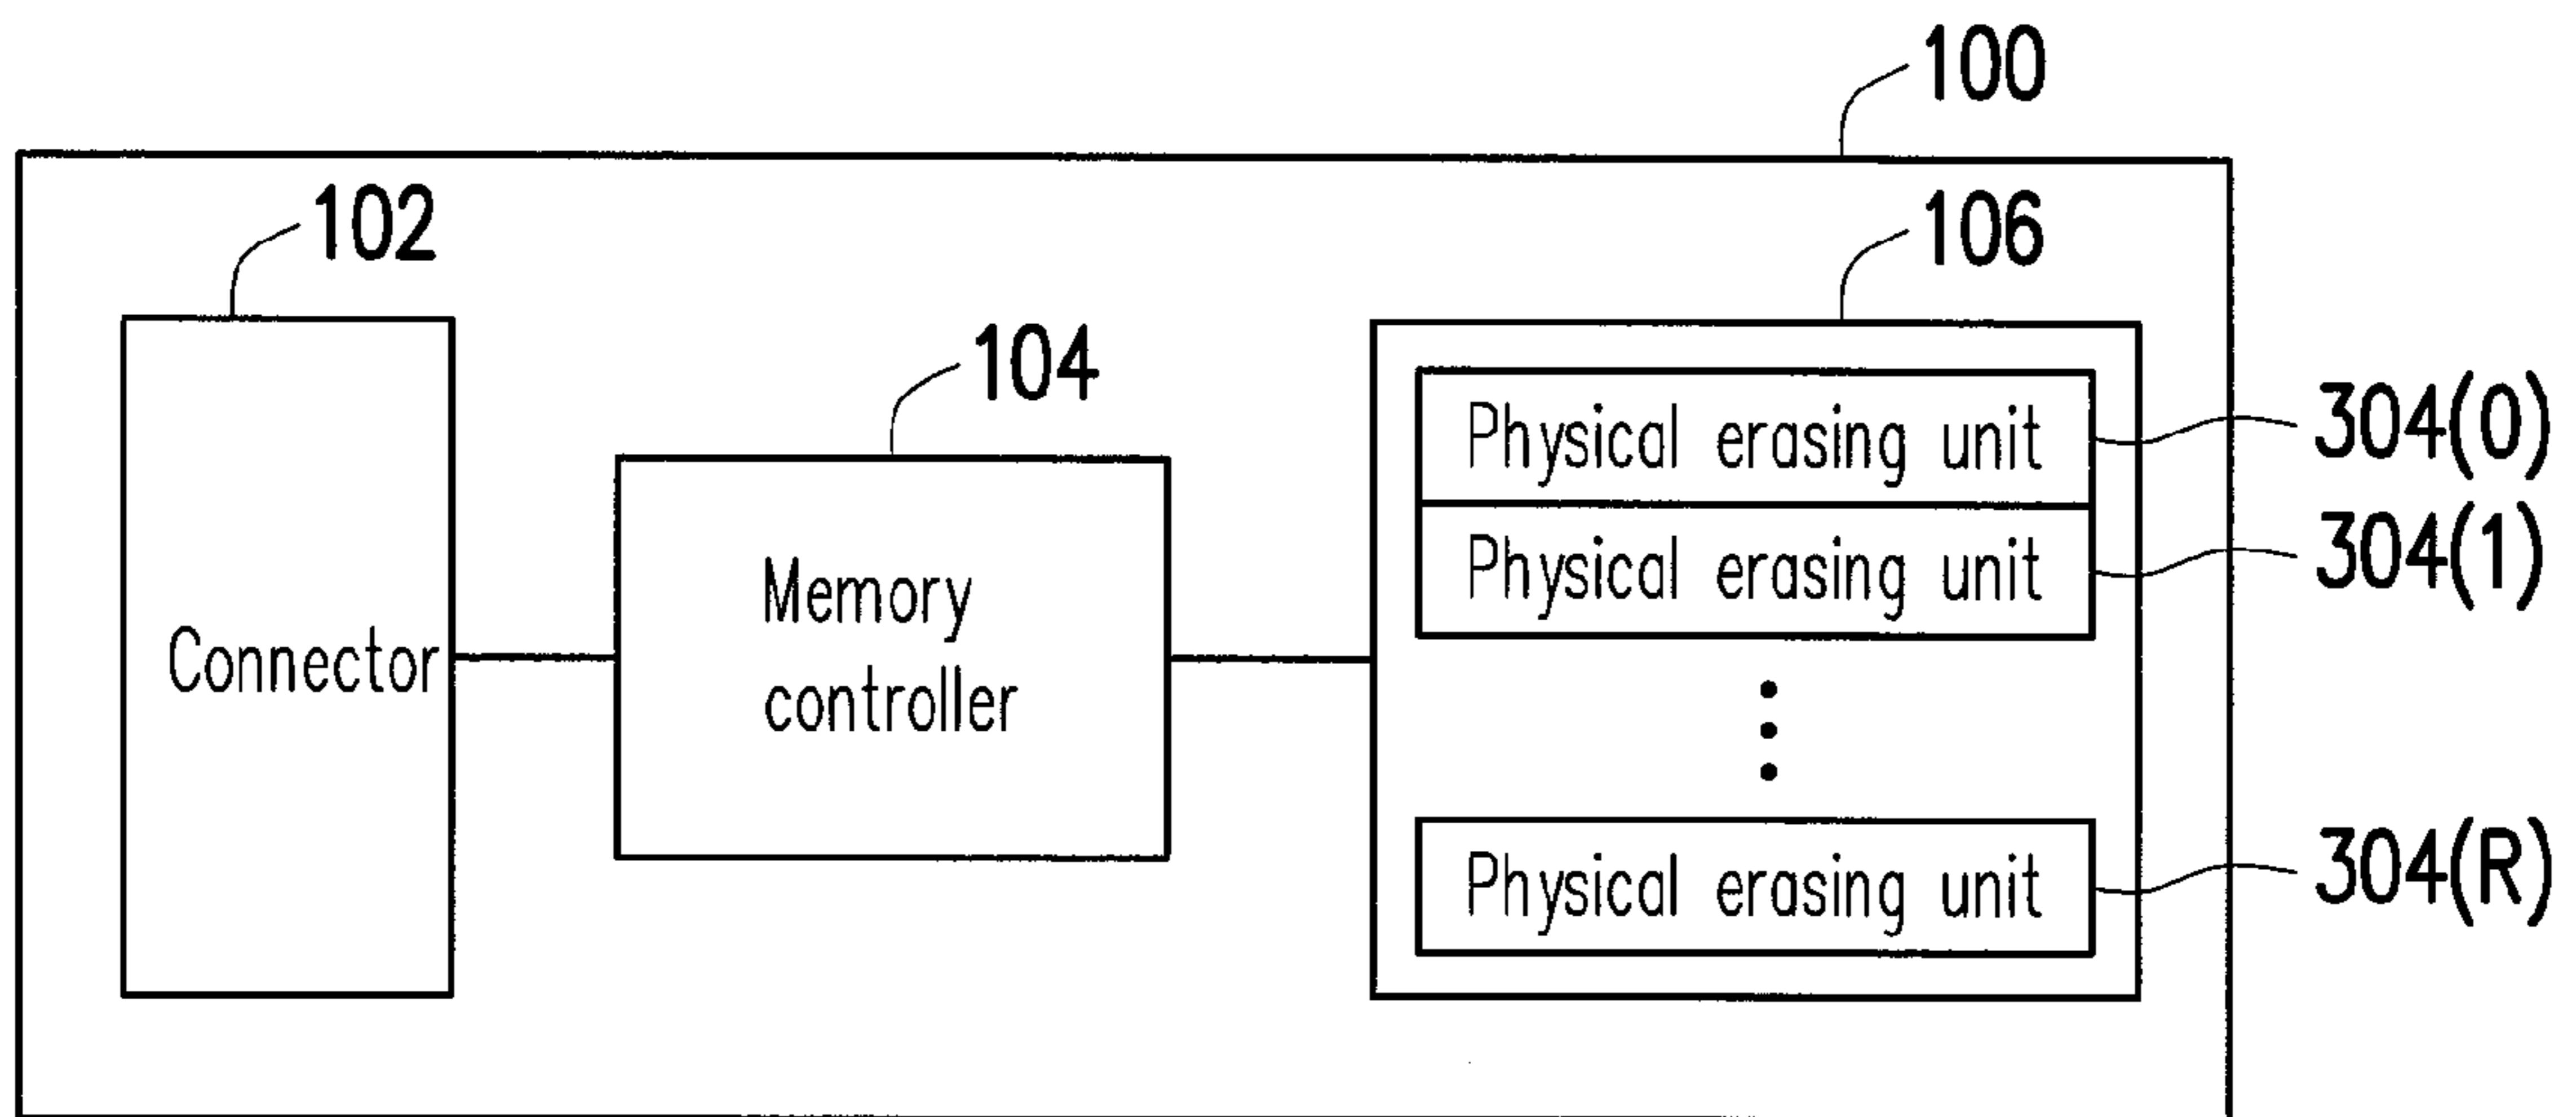 100
102
106
104
Physical erasing unit
304(0)
Physical erasing unit
304(1)
Memory
controller
Connector
Physical erasing unit
304(R)